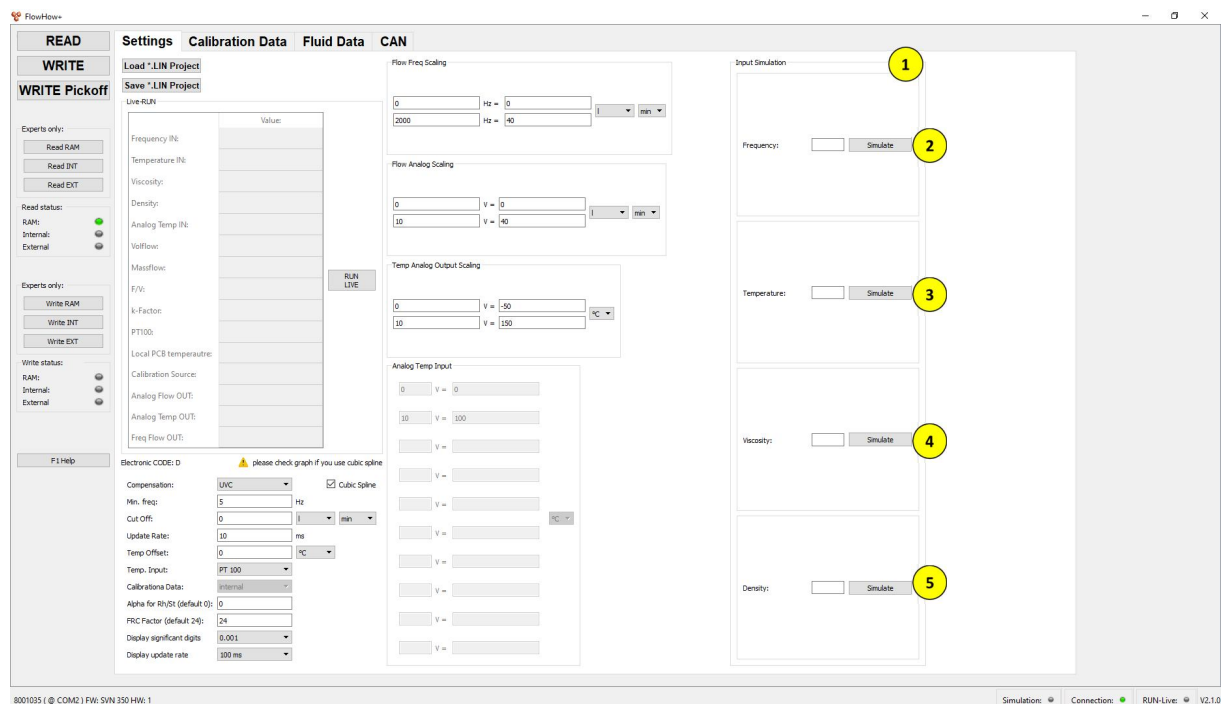 FlowHow+
READ
WRITE
WRITE Pickoff
Experts only:
Read RAM
Read INT
Read EXT
Read status:
RAM:
Internal:
External
Experts only:
Write RAM
Write INT
Write EXT
Write status:
RAM:
Internal:
External
F1 Help
Settings Calibration Data Fluid Data CAN
Load *.LIN Project
Save *.LIN Project
Live-RUN
Value:
Frequency IN:
Temperature IN:
Viscosity:
Density:
Analog Temp IN:
Volflow:
Massflow:
F/V:
k-Factor:
PT100:
Local PCB temperautre:
Calibration Source:
Analog Flow OUT:
Analog Temp OUT:
Freq Flow OUT:
RUN
LIVE
Electronic CODE: D please check graph if you use cubic spline
Compensation: UVC Cubic Spline
Min. freq: 5 Hz
Cut Off: 0 l min
Update Rate: 10 ms
Temp Offset: 0 °C
Temp. Input: PT 100
Calibrationa Data: internal
Alpha for Rh/St (default 0): 0
FRC Factor (default 24): 24
Display significant digits 0.001
Display update rate 100 ms
Flow Freq Scaling
0 Hz = 0
2000 Hz = 40
l min
Flow Analog Scaling
0 V = 0
10 V = 40
l min
Temp Analog Output Scaling
0 V = -50
10 V = 150
°C
Analog Temp Input
0 V = 0
10 V = 100
V =
V =
V =
V =
V =
V =
V =
V =
°C
Input Simulation 1
Frequency: Simulate 2
Temperature: Simulate 3
Viscosity: Simulate 4
Density: Simulate 5
8001035 ( @ COM2 ) FW: SVN 350 HW: 1
Simulation: Connection: RUN-Live: V2.1.0